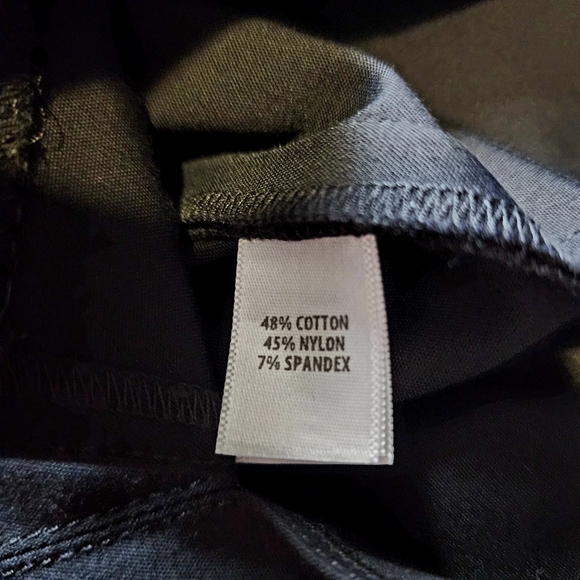 48% COTTON
45% NYLON
7% SPANDEX